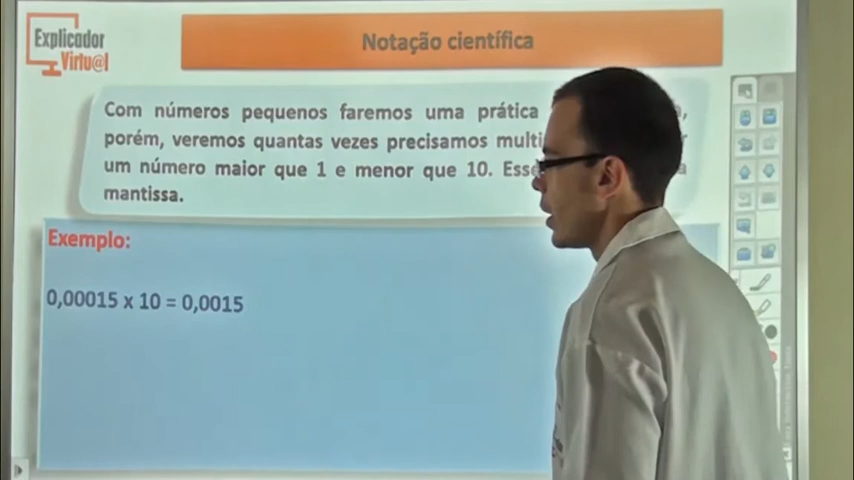 Explicador
Virtu@l
Notação científica
Com números pequenos faremos uma prática
porém, veremos quantas vezes precisamos multi
um número maior que 1 e menor que 10. Ess
mantissa.
Exemplo:
0,00015 x 10 = 0,0015